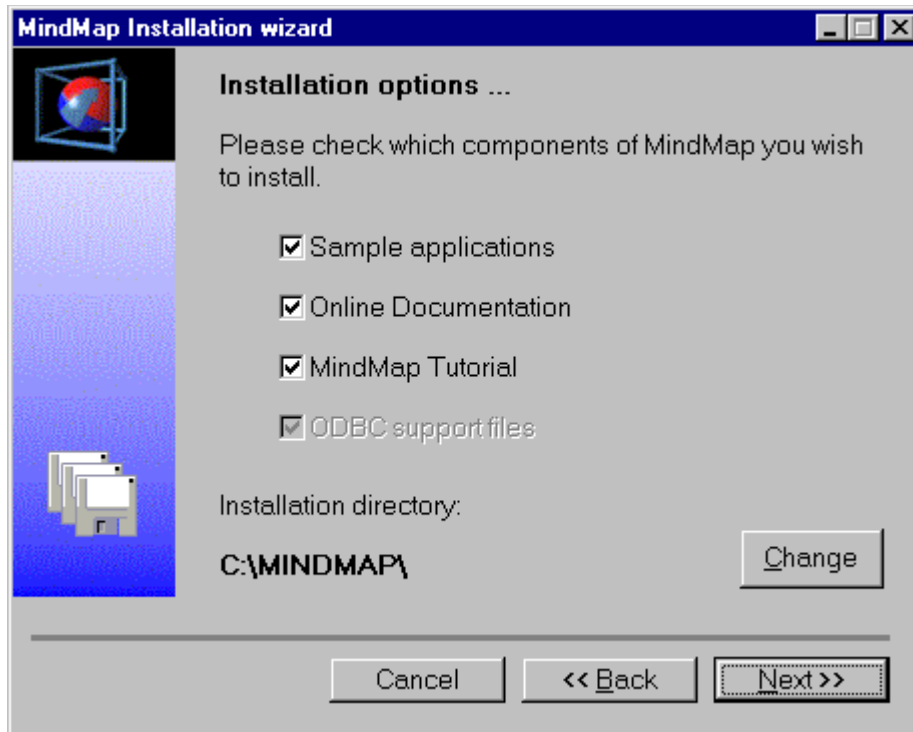 MindMap Installation wizard
Installation options ...
Please check which components of MindMap you wish
to install.
Sample applications
Online Documentation
MindMap Tutorial
ODBC support files
Installation directory:
C:\MINDMAP\
Change
Cancel
<< Back
Next >>